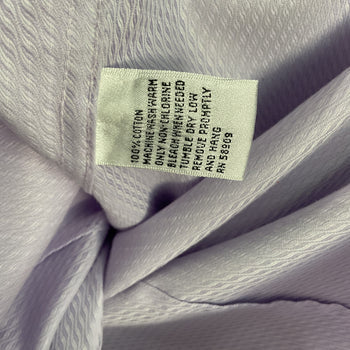 100% COTTON
MACHINE WASH WARM
ONLY NON-CHLORINE
BLEACH WHEN NEEDED
TUMBLE DRY LOW
REMOVE PROMPTLY
AND HANG
RN 58909